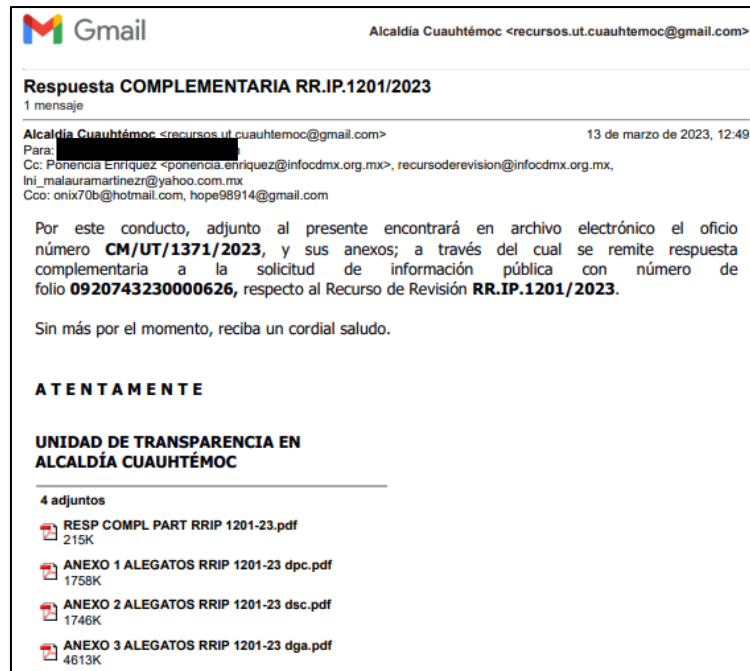 Gmail
Alcaldía Cuauhtémoc <recursos.ut.cuauhtemoc@gmail.com>
Respuesta COMPLEMENTARIA RR.IP.1201/2023
1 mensaje
Alcaldía Cuauhtémoc <recursos.ut.cuauhtemoc@gmail.com> 13 de marzo de 2023, 12:49
Para:
Cc: Ponencia Enríquez <ponencia.enriquez@infocdmx.org.mx>, recursoderevision@infocdmx.org.mx,
lni_malauramartinezr@yahoo.com.mx
Cco: onix70b@hotmail.com, hope98914@gmail.com
Por este conducto, adjunto al presente encontrará en archivo electrónico el oficio
número CM/UT/1371/2023, y sus anexos; a través del cual se remite respuesta
complementaria a la solicitud de información pública con número de
folio 0920743230000626, respecto al Recurso de Revisión RR.IP.1201/2023.
Sin más por el momento, reciba un cordial saludo.
A T E N T A M E N T E
UNIDAD DE TRANSPARENCIA EN
ALCALDÍA CUAUHTÉMOC
4 adjuntos
RESP COMPL PART RRIP 1201-23.pdf
215K
ANEXO 1 ALEGATOS RRIP 1201-23 dpc.pdf
1758K
ANEXO 2 ALEGATOS RRIP 1201-23 dsc.pdf
1746K
ANEXO 3 ALEGATOS RRIP 1201-23 dga.pdf
4613K